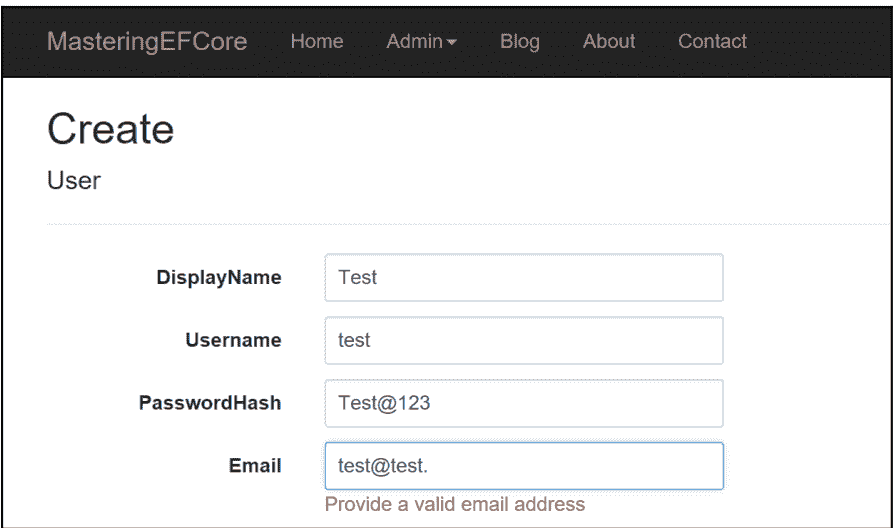 MasteringEFCore Home Admin Blog About Contact
Create
User
DisplayName Test
Username test
PasswordHash Test@123
Email test@test.
Provide a valid email address